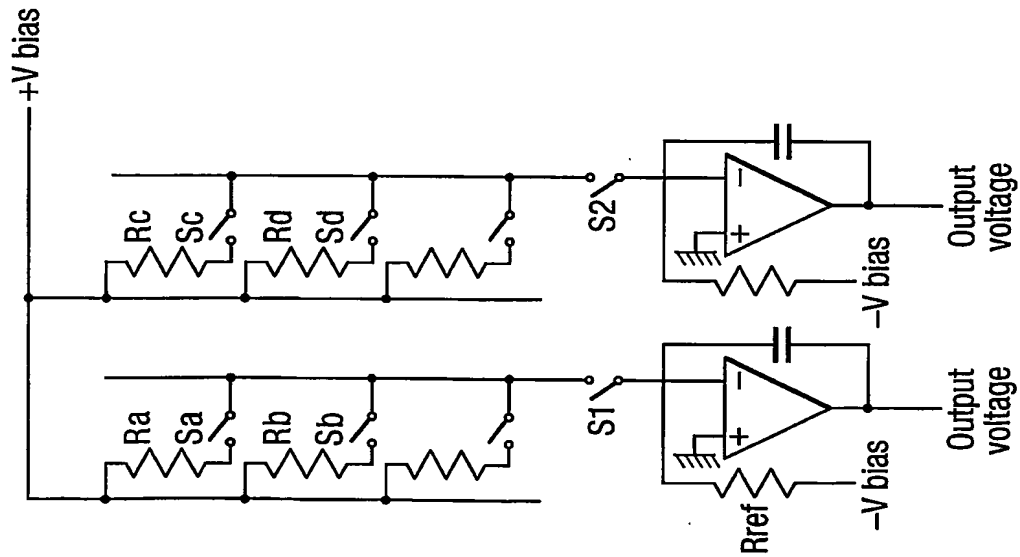 +V bias
Ra
Sa
Rb
Sb
Rc
Sc
Rd
Sd
S1
S2
+
−
+
−
Rref
–V bias
–V bias
Output
voltage
Output
voltage